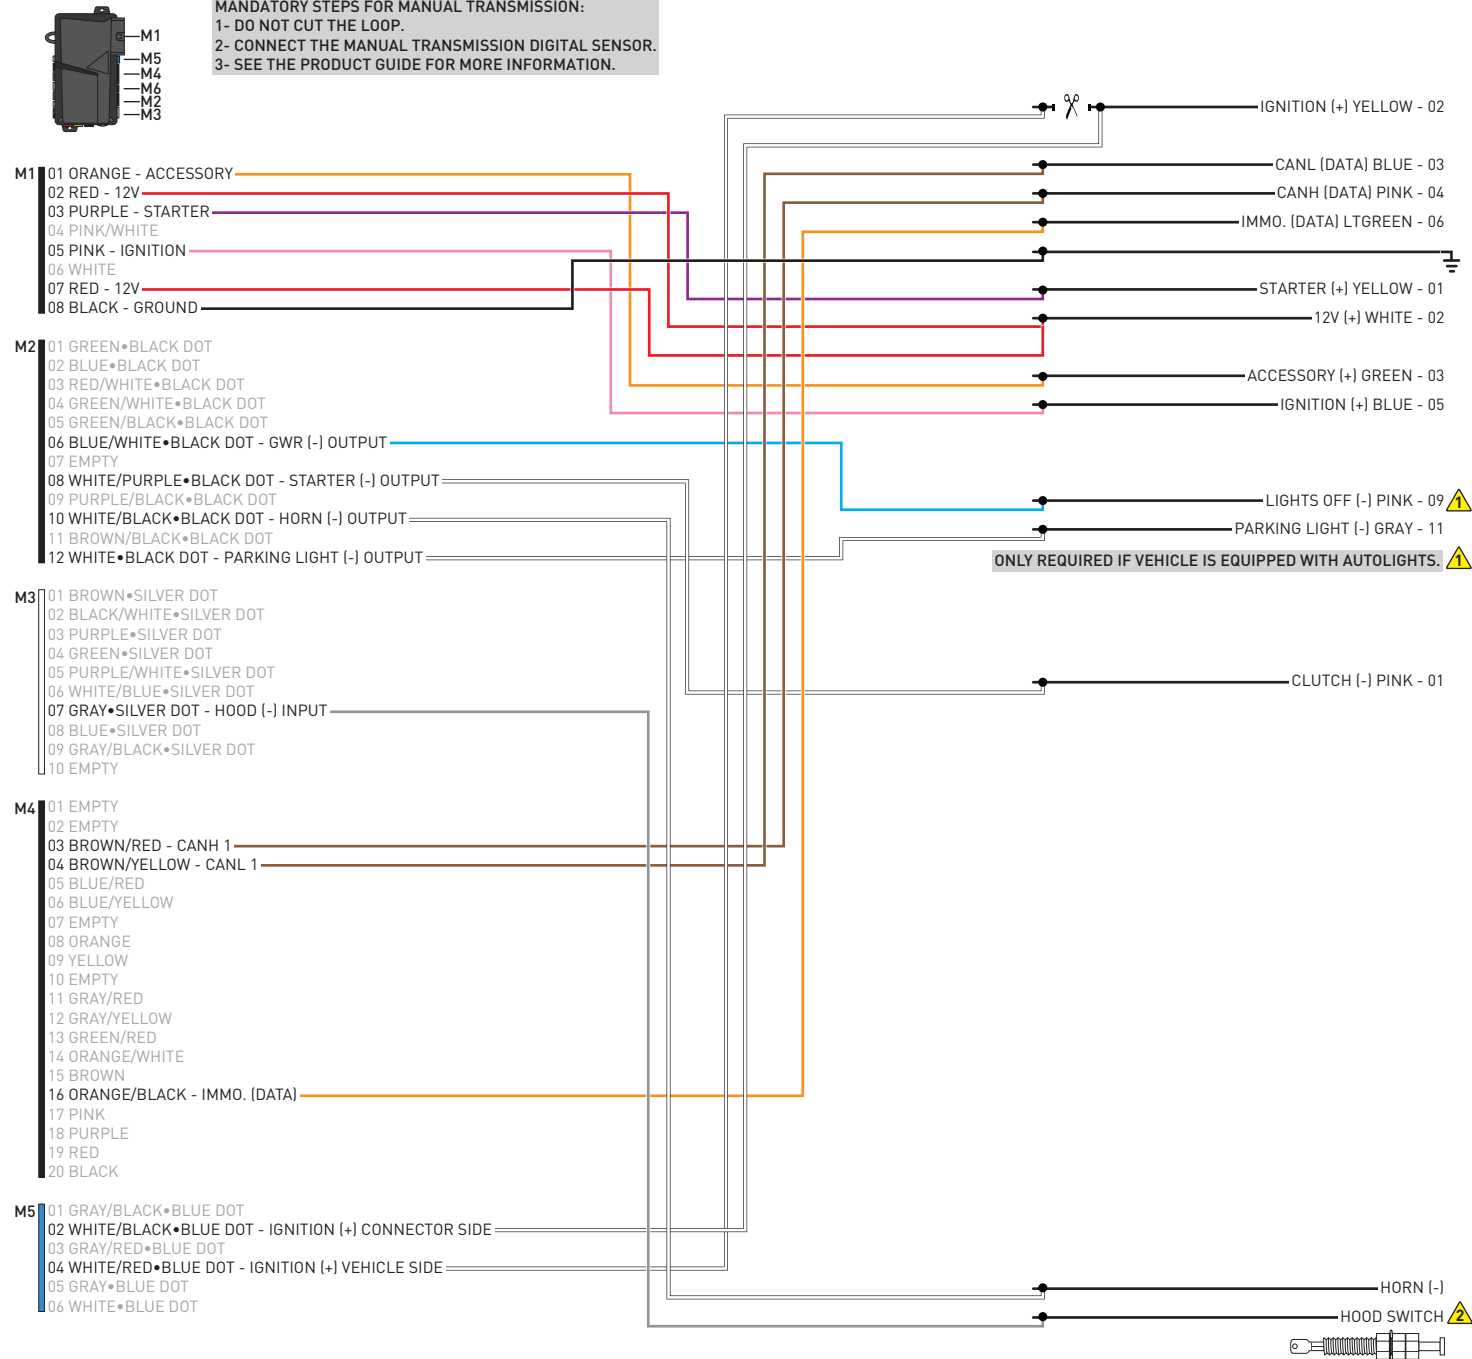 MANDATORY STEPS FOR MANUAL TRANSMISSION:
1- DO NOT CUT THE LOOP.
2- CONNECT THE MANUAL TRANSMISSION DIGITAL SENSOR.
3- SEE THE PRODUCT GUIDE FOR MORE INFORMATION.
M1
M5
M4
M6
M2
M3
M1
01 ORANGE - ACCESSORY
02 RED - 12V
03 PURPLE - STARTER
04 PINK/WHITE
05 PINK - IGNITION
06 WHITE
07 RED - 12V
08 BLACK - GROUND
M2
01 GREEN•BLACK DOT
02 BLUE•BLACK DOT
03 RED/WHITE•BLACK DOT
04 GREEN/WHITE•BLACK DOT
05 GREEN/BLACK•BLACK DOT
06 BLUE/WHITE•BLACK DOT - GWR (-) OUTPUT
07 EMPTY
08 WHITE/PURPLE•BLACK DOT - STARTER (-) OUTPUT
09 PURPLE/BLACK•BLACK DOT
10 WHITE/BLACK•BLACK DOT - HORN (-) OUTPUT
11 BROWN/BLACK•BLACK DOT
12 WHITE•BLACK DOT - PARKING LIGHT (-) OUTPUT
M3
01 BROWN•SILVER DOT
02 BLACK/WHITE•SILVER DOT
03 PURPLE•SILVER DOT
04 GREEN•SILVER DOT
05 PURPLE/WHITE•SILVER DOT
06 WHITE/BLUE•SILVER DOT
07 GRAY•SILVER DOT - HOOD (-) INPUT
08 BLUE•SILVER DOT
09 GRAY/BLACK•SILVER DOT
10 EMPTY
M4
01 EMPTY
02 EMPTY
03 BROWN/RED - CANH 1
04 BROWN/YELLOW - CANL 1
05 BLUE/RED
06 BLUE/YELLOW
07 EMPTY
08 ORANGE
09 YELLOW
10 EMPTY
11 GRAY/RED
12 GRAY/YELLOW
13 GREEN/RED
14 ORANGE/WHITE
15 BROWN
16 ORANGE/BLACK - IMMO. (DATA)
17 PINK
18 PURPLE
19 RED
20 BLACK
M5
01 GRAY/BLACK•BLUE DOT
02 WHITE/BLACK•BLUE DOT - IGNITION (+) CONNECTOR SIDE
03 GRAY/RED•BLUE DOT
04 WHITE/RED•BLUE DOT - IGNITION (+) VEHICLE SIDE
05 GRAY•BLUE DOT
06 WHITE•BLUE DOT
IGNITION (+) YELLOW - 02
CANL (DATA) BLUE - 03
CANH (DATA) PINK - 04
IMMO. (DATA) LTGREEN - 06
STARTER (+) YELLOW - 01
12V (+) WHITE - 02
ACCESSORY (+) GREEN - 03
IGNITION (+) BLUE - 05
LIGHTS OFF (-) PINK - 09 1
PARKING LIGHT (-) GRAY - 11
ONLY REQUIRED IF VEHICLE IS EQUIPPED WITH AUTOLIGHTS. 1
CLUTCH (-) PINK - 01
HORN (-)
HOOD SWITCH 2